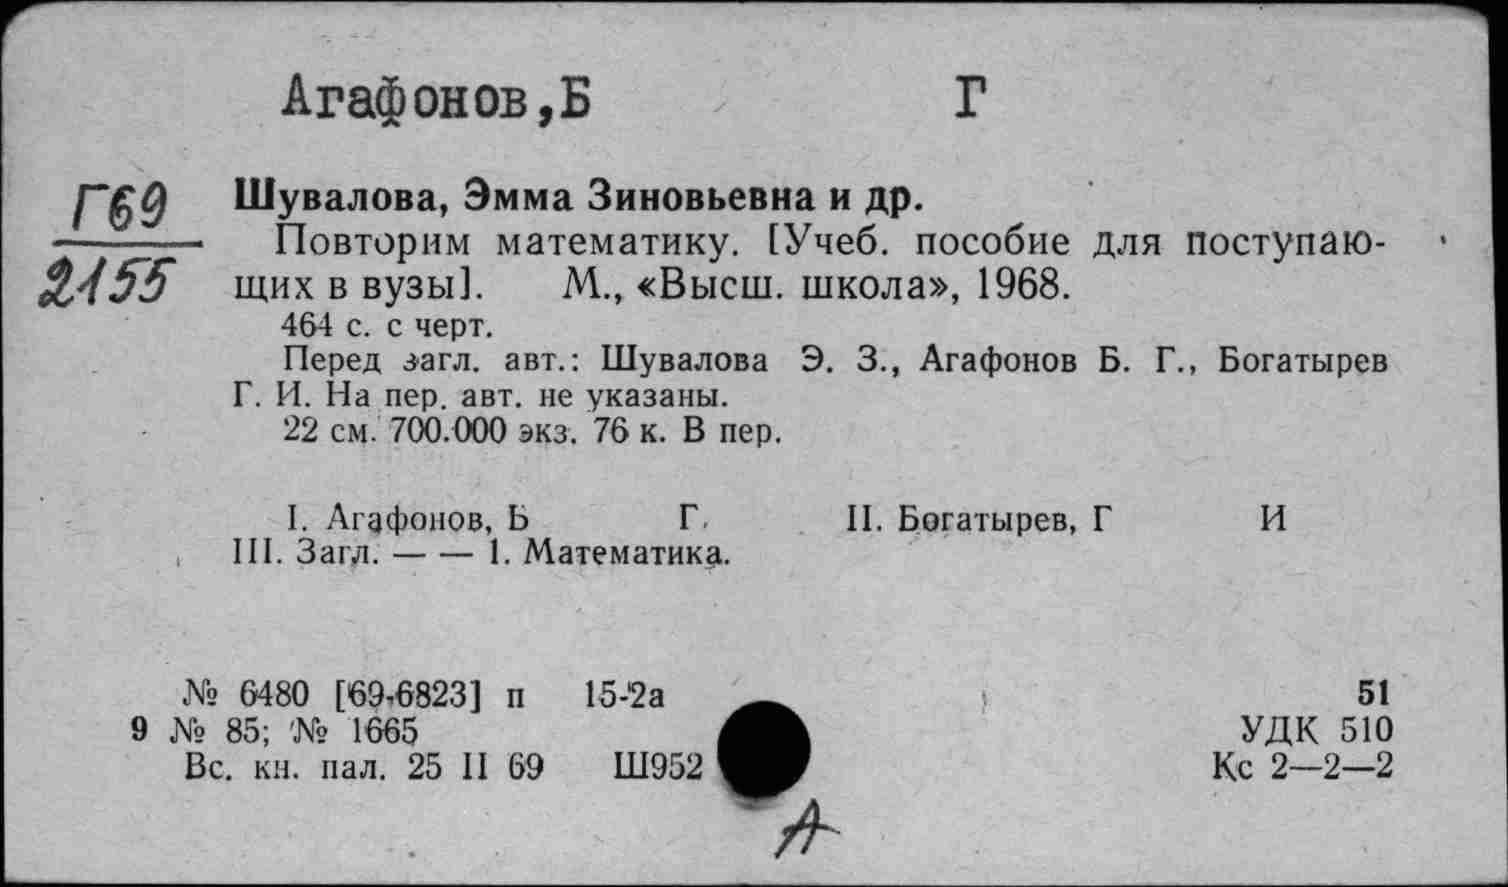 Агафонов,Б Г
Г69
2155
Шувалова, Эмма Зиновьевна и др.
Повторим математику. [Учеб. пособие для поступаю-
щих в вузы]. М., «Высш. школа», 1968.
464 с. с черт.
Перед загл. авт.: Шувалова Э. З., Агафонов Б. Г., Богатырев
Г. И. На пер. авт. не указаны.
22 см. 700.000 экз. 76 к. В пер.
I. Агафонов, Б Г. II. Богатырев, Г И
III. Загл. — — 1. Математика.
№ 6480 [69-6823] п 15-2а 51
9 № 85; № 1665 УДК 510
Вс. кн. пал. 25 II 69 Ш952 Кс 2—2—2
А